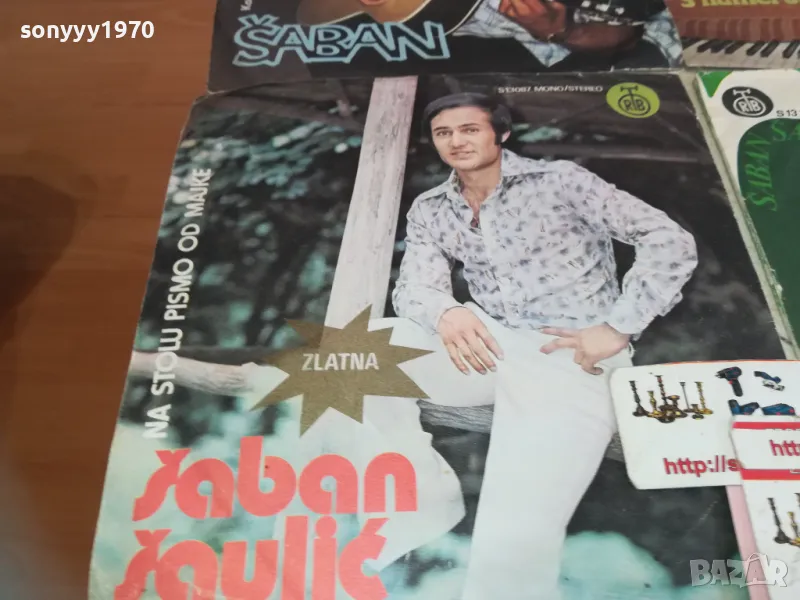 sonyyy1970
ŠABAN
S 13087 MONO/STEREO
RTB
RTB
S 13
ŠABAN
NA STOLU PISMO OD MAJKE
ZLATNA
šaban
šaulić
http://s
htt
BAZAR